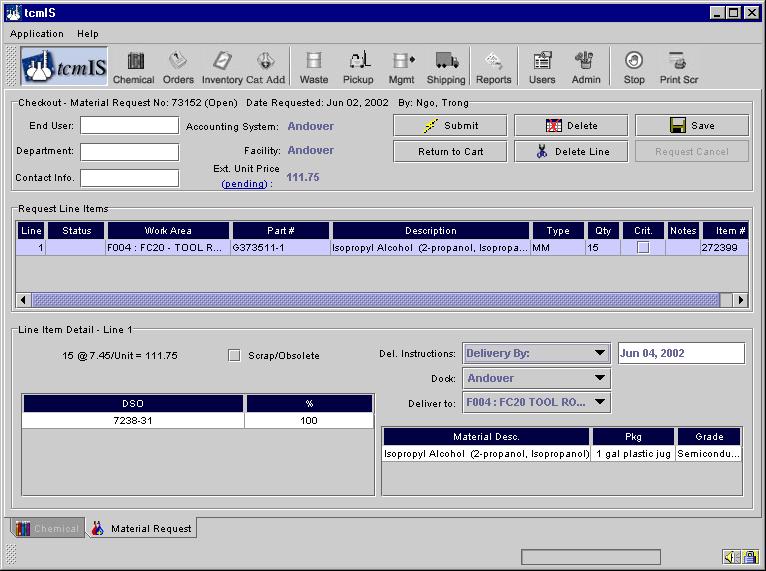 tcmIS
Application Help
tcmIS
Chemical Orders Inventory Cat Add Waste Pickup Mgmt Shipping Reports Users Admin Stop Print Scr
Checkout - Material Request No: 73152 (Open) Date Requested: Jun 02, 2002 By: Ngo, Trong
End User: Accounting System: Andover Submit Delete Save
Department: Facility: Andover Return to Cart Delete Line Request Cancel
Contact Info. Ext. Unit Price
(pending) : 111.75
Request Line Items
Line Status Work Area Part # Description Type Qty Crit. Notes Item #
1 F004 : FC20 - TOOL R... G373511-1 Isopropyl Alcohol (2-propanol, Isopropa... MM 15 272399
Line Item Detail - Line 1
15 @ 7.45/Unit = 111.75 Scrap/Obsolete Del. Instructions: Delivery By: Jun 04, 2002
Dock: Andover
Deliver to: F004 : FC20 TOOL RO...
DSO %
7238-31 100
Material Desc. Pkg Grade
Isopropyl Alcohol (2-propanol, Isopropanol) 1 gal plastic jug Semicondu...
Chemical Material Request